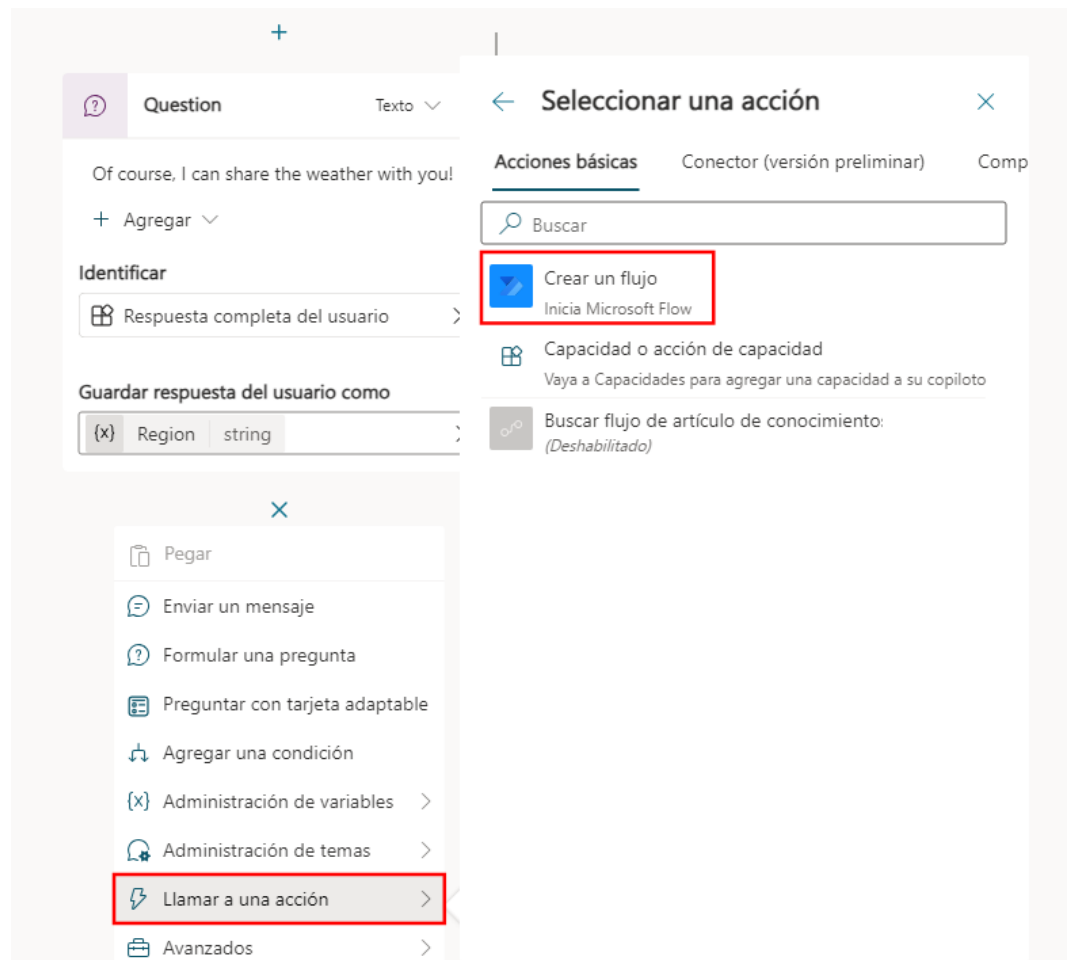 Question
Texto
Of course, I can share the weather with you!
Agregar
Identificar
Respuesta completa del usuario
Guardar respuesta del usuario como
{x} Region string
Pegar
Enviar un mensaje
Formular una pregunta
Preguntar con tarjeta adaptable
Agregar una condición
{x} Administración de variables
Administración de temas
Llamar a una acción
Avanzados
Seleccionar una acción
Acciones básicas Conector (versión preliminar) Comp
Buscar
Crear un flujo
Inicia Microsoft Flow
Capacidad o acción de capacidad
Vaya a Capacidades para agregar una capacidad a su copiloto
Buscar flujo de artículo de conocimiento:
(Deshabilitado)